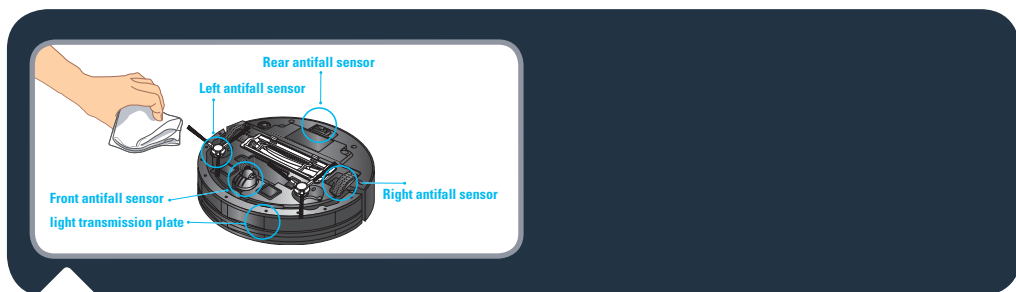 Rear antifall sensor
Left antifall sensor
Front antifall sensor
Right antifall sensor
light transmission plate